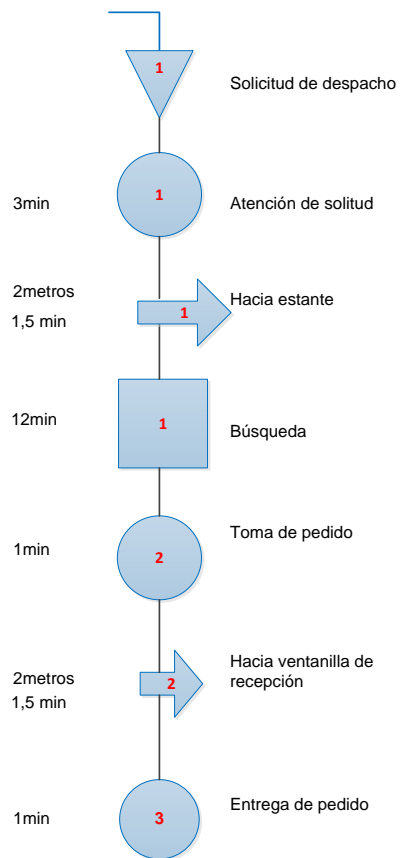 1
Solicitud de despacho
3min
1
Atención de solitud
2metros
1,5 min
1
Hacia estante
12min
1
Búsqueda
1min
2
Toma de pedido
2metros
1,5 min
2
Hacia ventanilla de
recepción
1min
3
Entrega de pedido